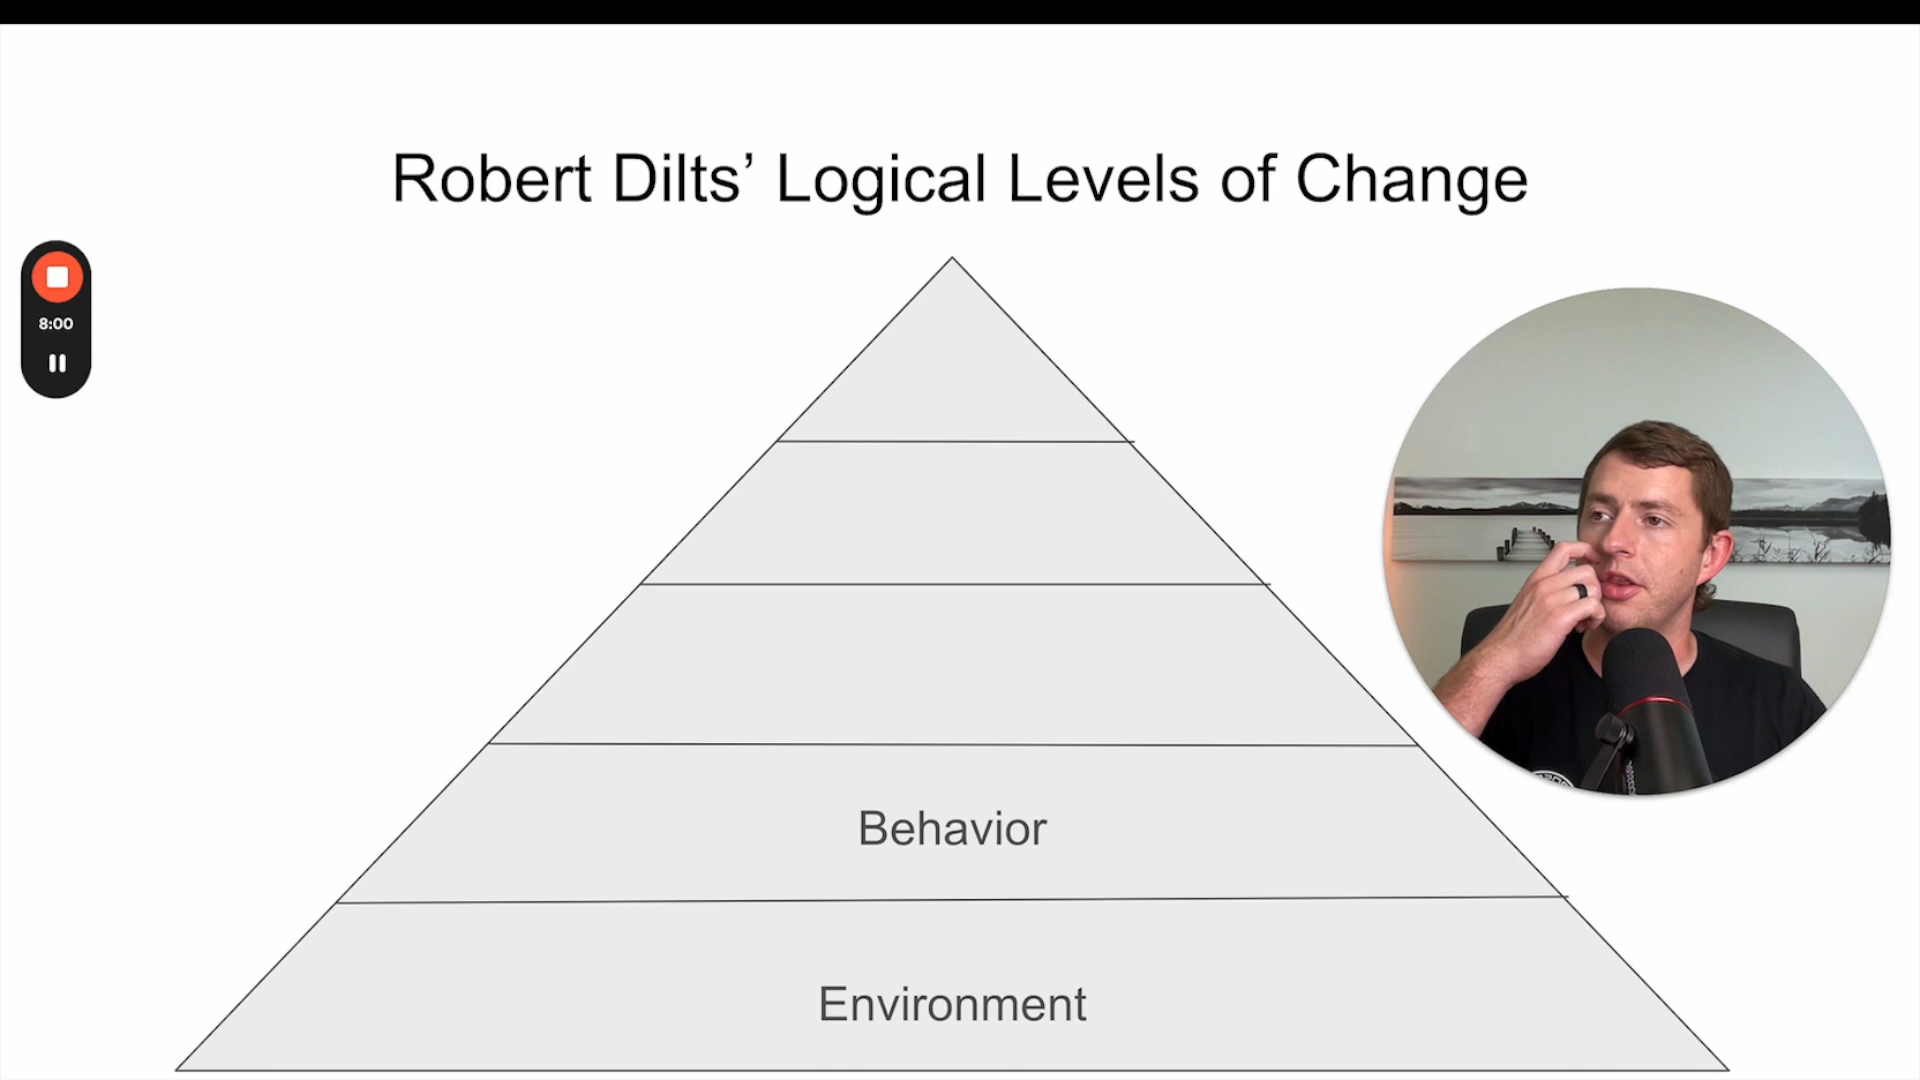 Robert Dilts’ Logical Levels of Change
8:00
Behavior
Environment